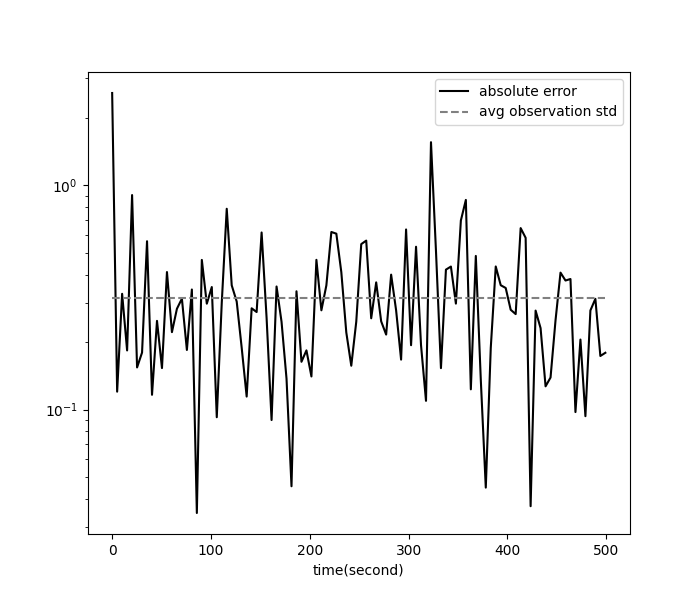 absolute error
avg observation std
10⁰
10⁻¹
0 100 200 300 400 500
time(second)